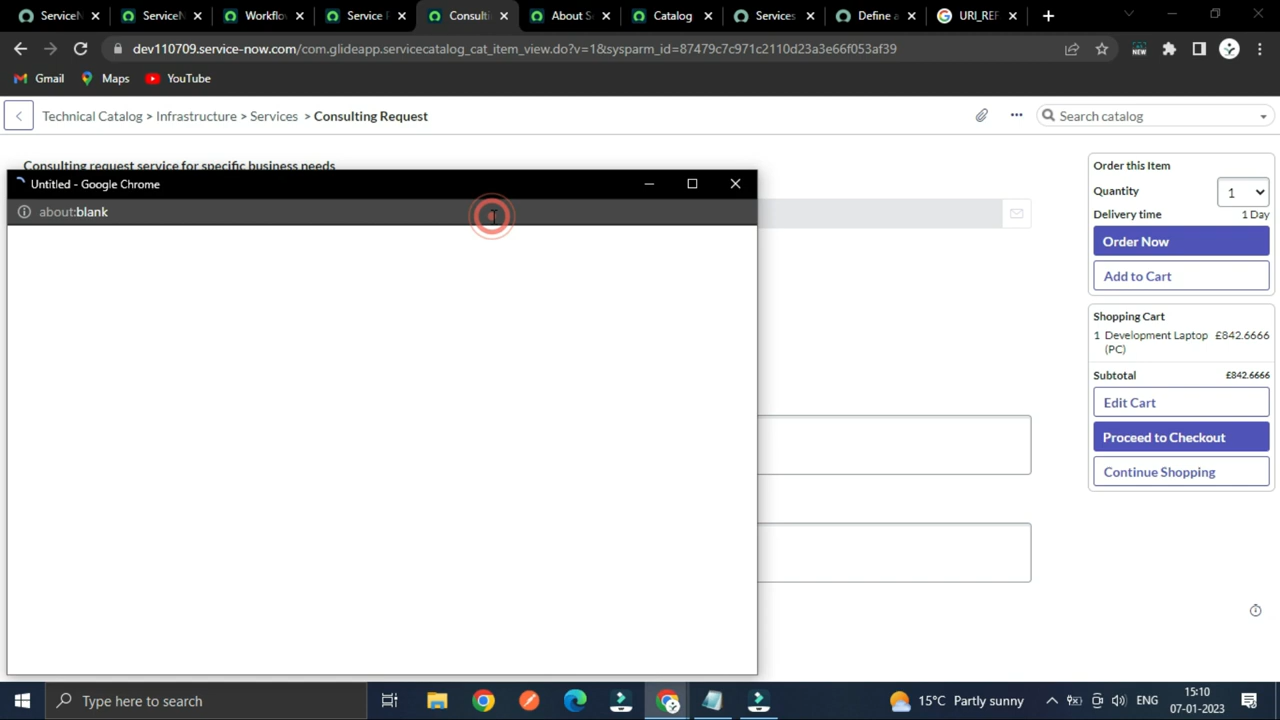 ServiceN
ServiceN
Workflow
Service P
Consulti
About S
Catalog
Services
Define a
URI_REF
dev110709.service-now.com/com.glideapp.servicecatalog_cat_item_view.do?v=1&sysparm_id=87479c7c971c2110d23a3e66f053af39
NEW
Gmail
Maps
YouTube
Technical Catalog > Infrastructure > Services > Consulting Request
Search catalog
Consulting request service for specific business needs
Untitled - Google Chrome
about:blank
Order this Item
Quantity
1
Delivery time
1 Day
Order Now
Add to Cart
Shopping Cart
1 Development Laptop £842.6666
(PC)
Subtotal
£842.6666
Edit Cart
Proceed to Checkout
Continue Shopping
Type here to search
15°C Partly sunny
ENG
15:10
07-01-2023